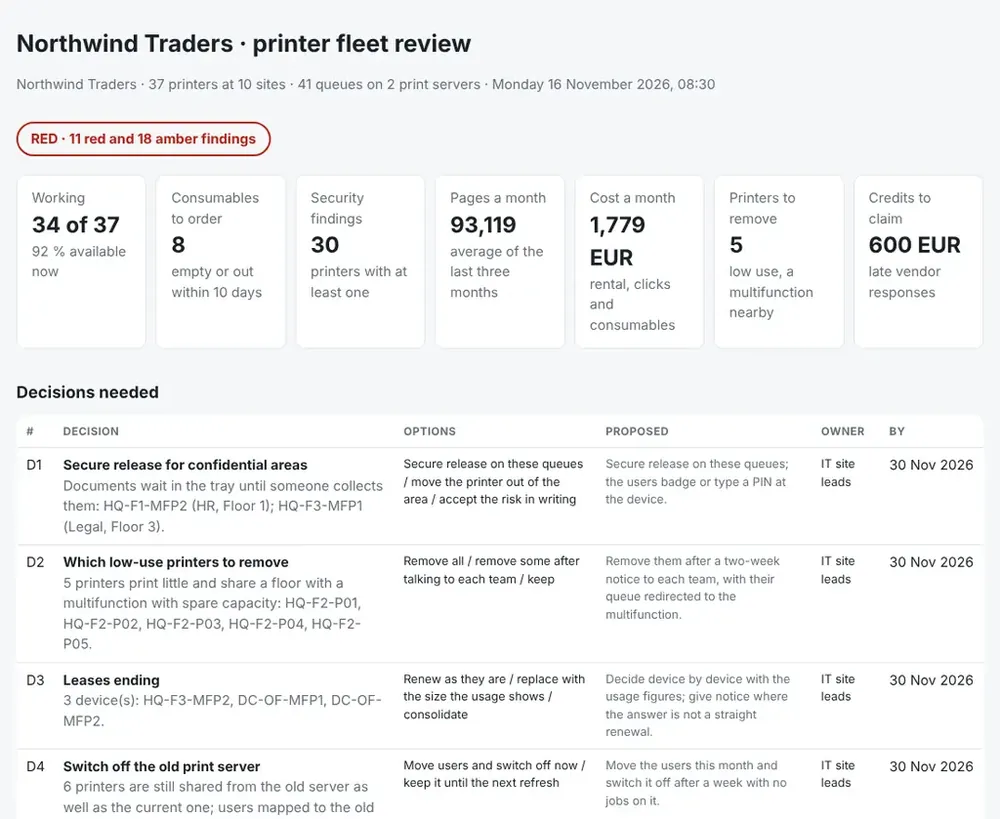 Northwind Traders · printer fleet review
Northwind Traders · 37 printers at 10 sites · 41 queues on 2 print servers · Monday 16 November 2026, 08:30
RED · 11 red and 18 amber findings
Working
34 of 37
92 % available
now
Consumables
to order
8
empty or out
within 10 days
Security
findings
30
printers with at
least one
Pages a month
93,119
average of the
last three
months
Cost a month
1,779
EUR
rental, clicks
and
consumables
Printers to
remove
5
low use, a
multifunction
nearby
Credits to
claim
600 EUR
late vendor
responses
Decisions needed
# DECISION OPTIONS PROPOSED OWNER BY
D1
Secure release for confidential areas
Documents wait in the tray until someone collects
them: HQ-F1-MFP2 (HR, Floor 1); HQ-F3-MFP1
(Legal, Floor 3).
Secure release on these queues
/ move the printer out of the
area / accept the risk in writing
Secure release on these queues;
the users badge or type a PIN at
the device.
IT site
leads
30 Nov 2026
D2
Which low-use printers to remove
5 printers print little and share a floor with a
multifunction with spare capacity: HQ-F2-P01,
HQ-F2-P02, HQ-F2-P03, HQ-F2-P04, HQ-F2-
P05.
Remove all / remove some after
talking to each team / keep
Remove them after a two-week
notice to each team, with their
queue redirected to the
multifunction.
IT site
leads
30 Nov 2026
D3
Leases ending
3 device(s): HQ-F3-MFP2, DC-OF-MFP1, DC-OF-
MFP2.
Renew as they are / replace with
the size the usage shows /
consolidate
Decide device by device with the
usage figures; give notice where
the answer is not a straight
renewal.
IT site
leads
30 Nov 2026
D4
Switch off the old print server
6 printers are still shared from the old server as
well as the current one; users mapped to the old
Move users and switch off now /
keep it until the next refresh
Move the users this month and
switch it off after a week with no
jobs on it.
IT site
leads
30 Nov 2026